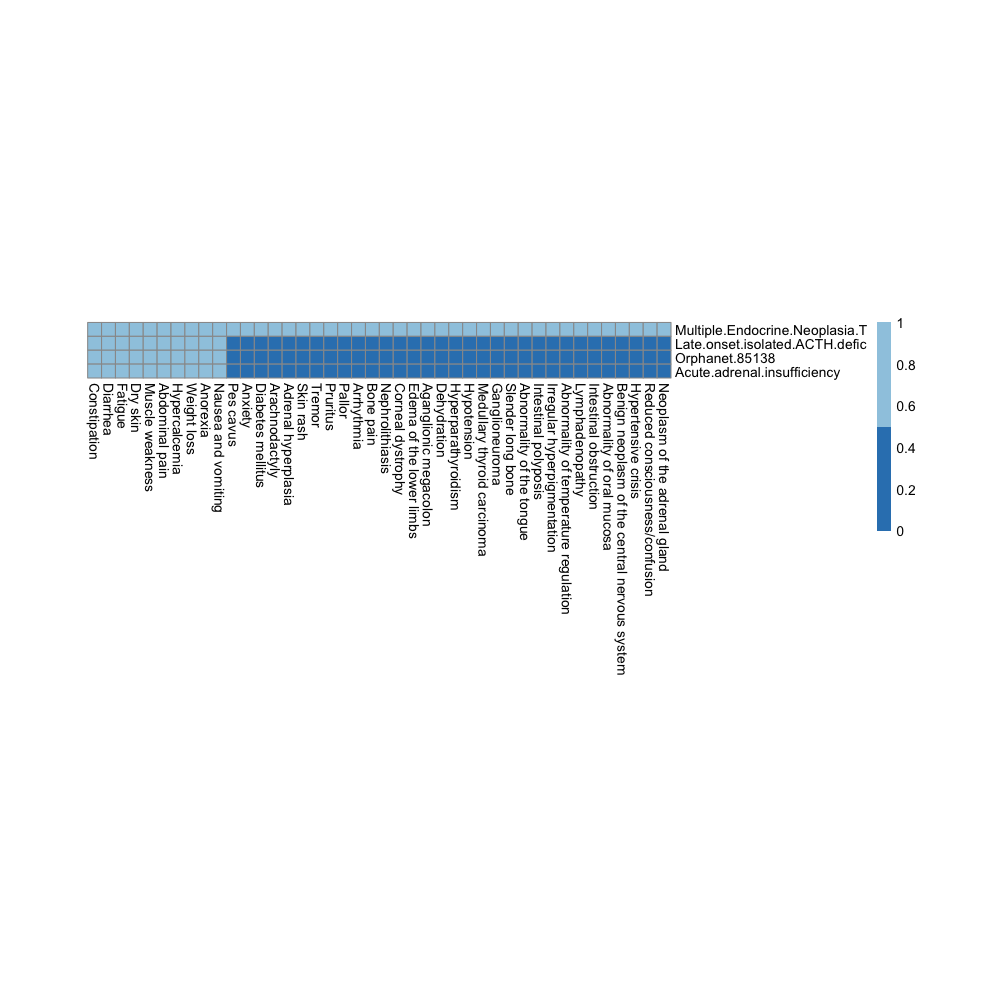 Multiple.Endocrine.Neoplasia.T
Late.onset.isolated.ACTH.defic
Orphanet.85138
Acute.adrenal.insufficiency
1
0.8
0.6
0.4
0.2
0
Constipation
Diarrhea
Fatigue
Dry skin
Muscle weakness
Abdominal pain
Hypercalcemia
Weight loss
Anorexia
Nausea and vomiting
Pes cavus
Anxiety
Diabetes mellitus
Arachnodactyly
Adrenal hyperplasia
Skin rash
Tremor
Pruritus
Pallor
Arrhythmia
Bone pain
Nephrolithiasis
Corneal dystrophy
Edema of the lower limbs
Aganglionic megacolon
Dehydration
Hyperparathyroidism
Hypotension
Medullary thyroid carcinoma
Ganglioneuroma
Slender long bone
Abnormality of the tongue
Intestinal polyposis
Irregular hyperpigmentation
Abnormality of temperature regulation
Lymphadenopathy
Intestinal obstruction
Abnormality of oral mucosa
Benign neoplasm of the central nervous system
Hypertensive crisis
Reduced consciousness/confusion
Neoplasm of the adrenal gland